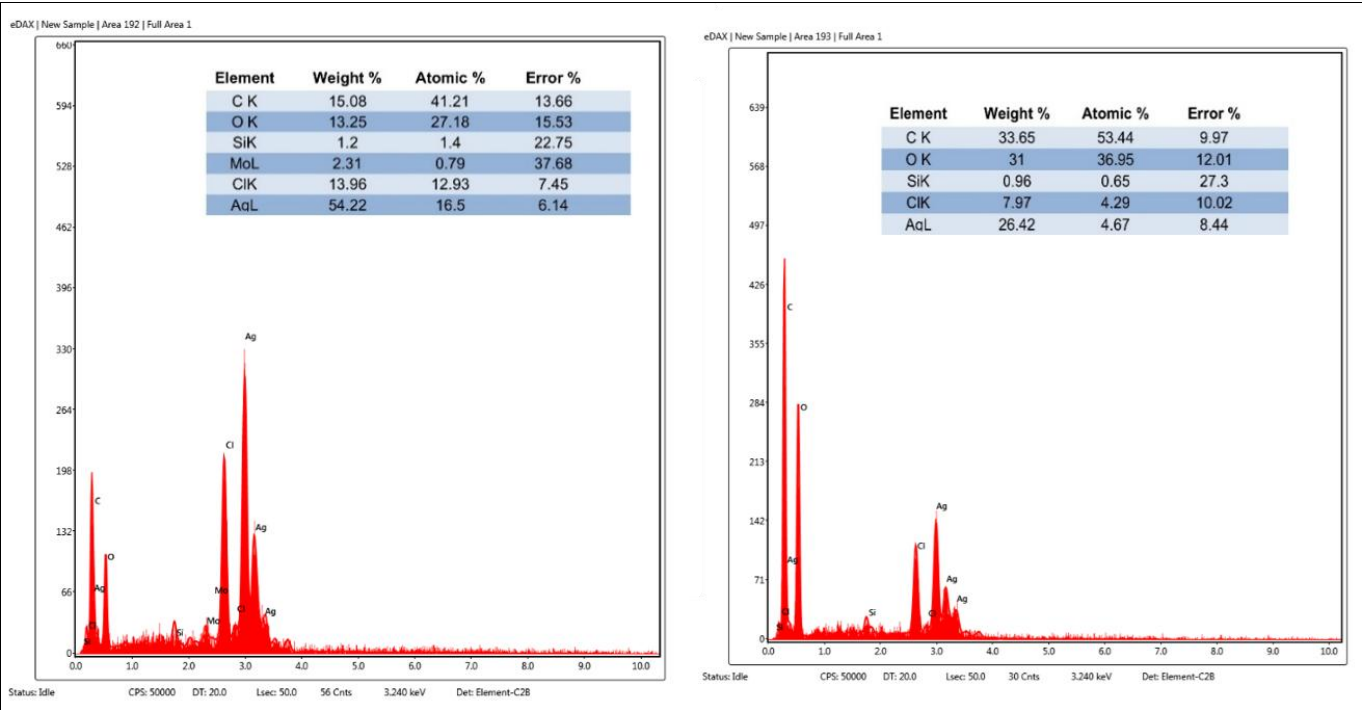 eDAX | New Sample | Area 192 | Full Area 1
Element Weight % Atomic % Error %
C K 15.08 41.21 13.66
O K 13.25 27.18 15.53
SiK 1.2 1.4 22.75
MoL 2.31 0.79 37.68
ClK 13.96 12.93 7.45
AgL 54.22 16.5 6.14
660
594
528
462
396
330
264
198
132
66
0
Ag
Cl
C
Ag
O
Ag
Mo
Cl
Ag
Cl
Mo
Si
Si
0.0 1.0 2.0 3.0 4.0 5.0 6.0 7.0 8.0 9.0 10.0
Status: Idle CPS: 50000 DT: 20.0 Lsec: 50.0 56 Cnts 3.240 keV Det: Element-C2B
eDAX | New Sample | Area 193 | Full Area 1
Element Weight % Atomic % Error %
C K 33.65 53.44 9.97
O K 31 36.95 12.01
SiK 0.96 0.65 27.3
ClK 7.97 4.29 10.02
AgL 26.42 4.67 8.44
639
568
497
426
355
284
213
142
71
0
C
O
Ag
Cl
Ag
Ag
Ag
Cl
Si
Cl
Si
0.0 1.0 2.0 3.0 4.0 5.0 6.0 7.0 8.0 9.0 10.0
Status: Idle CPS: 50000 DT: 20.0 Lsec: 50.0 30 Cnts 3.240 keV Det: Element-C2B